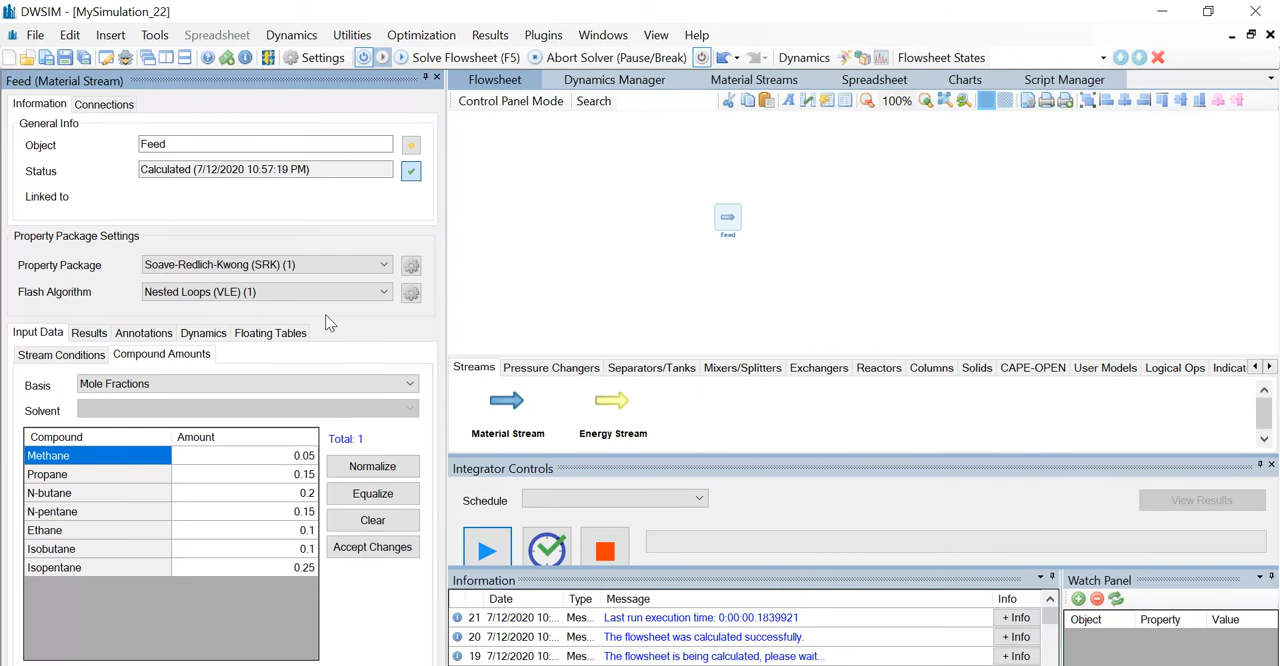 DWSIM - [MySimulation_22]
File Edit Insert Tools Spreadsheet Dynamics Utilities Optimization Results Plugins Windows View Help
Settings Solve Flowsheet (F5) Abort Solver (Pause/Break) Dynamics Flowsheet States
Feed (Material Stream)
Flowsheet Dynamics Manager Material Streams Spreadsheet Charts Script Manager
Information Connections
Control Panel Mode Search 100%
General Info
Object Feed
Status Calculated (7/12/2020 10:57:19 PM)
Linked to
Feed
Property Package Settings
Property Package Soave-Redlich-Kwong (SRK) (1)
Flash Algorithm Nested Loops (VLE) (1)
Input Data Results Annotations Dynamics Floating Tables
Stream Conditions Compound Amounts
Basis Mole Fractions
Solvent
Compound Amount
Methane 0.05
Propane 0.15
N-butane 0.2
N-pentane 0.15
Ethane 0.1
Isobutane 0.1
Isopentane 0.25
Total: 1
Normalize
Equalize
Clear
Accept Changes
Streams Pressure Changers Separators/Tanks Mixers/Splitters Exchangers Reactors Columns Solids CAPE-OPEN User Models Logical Ops Indicat
Material Stream Energy Stream
Integrator Controls
Schedule View Results
Information
Date Type Message Info
21 7/12/2020 10:... Mes... Last run execution time: 0:00:00.1839921 + Info
20 7/12/2020 10:... Mes... The flowsheet was calculated successfully. + Info
19 7/12/2020 10:... Mes... The flowsheet is being calculated, please wait... + Info
Watch Panel
Object Property Value